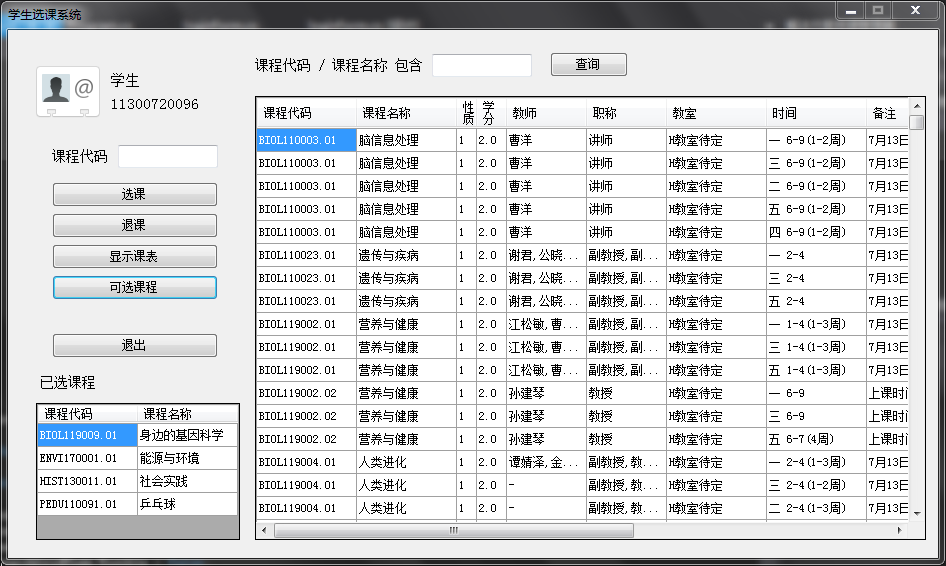 学生选课系统
学生
11300720096
课程代码 / 课程名称 包含
查询
课程代码
选课
退课
显示课表
可选课程
退出
已选课程
课程代码 课程名称
BIOL119009.01 身边的基因科学
ENVI170001.01 能源与环境
HIST130011.01 社会实践
PEDU110091.01 乒乓球
课程代码 课程名称 性质 学分 教师 职称 教室 时间 备注
BIOL110003.01 脑信息处理 1 2.0 曹洋 讲师 H教室待定 一 6-9(1-2周) 7月13日
BIOL110003.01 脑信息处理 1 2.0 曹洋 讲师 H教室待定 三 6-9(1-2周) 7月13日
BIOL110003.01 脑信息处理 1 2.0 曹洋 讲师 H教室待定 二 6-9(1-2周) 7月13日
BIOL110003.01 脑信息处理 1 2.0 曹洋 讲师 H教室待定 五 6-9(1-2周) 7月13日
BIOL110003.01 脑信息处理 1 2.0 曹洋 讲师 H教室待定 四 6-9(1-2周) 7月13日
BIOL110023.01 遗传与疾病 1 2.0 谢君,公晓... 副教授,副... H教室待定 一 2-4 7月13日
BIOL110023.01 遗传与疾病 1 2.0 谢君,公晓... 副教授,副... H教室待定 三 2-4 7月13日
BIOL110023.01 遗传与疾病 1 2.0 谢君,公晓... 副教授,副... H教室待定 五 2-4 7月13日
BIOL119002.01 营养与健康 1 2.0 江松敏,曹... 副教授,副... H教室待定 一 1-4(1-3周) 7月13日
BIOL119002.01 营养与健康 1 2.0 江松敏,曹... 副教授,副... H教室待定 三 1-4(1-3周) 7月13日
BIOL119002.01 营养与健康 1 2.0 江松敏,曹... 副教授,副... H教室待定 五 1-4(1-3周) 7月13日
BIOL119002.02 营养与健康 1 2.0 孙建琴 教授 H教室待定 一 6-9 上课时间
BIOL119002.02 营养与健康 1 2.0 孙建琴 教授 H教室待定 三 6-9 上课时间
BIOL119002.02 营养与健康 1 2.0 孙建琴 教授 H教室待定 五 6-7(4周) 上课时间
BIOL119004.01 人类进化 1 2.0 谭婧泽,金... 副教授,教... H教室待定 一 2-4(1-3周) 7月13日
BIOL119004.01 人类进化 1 2.0 - 副教授,教... H教室待定 三 2-4(1-2周) 7月13日
BIOL119004.01 人类进化 1 2.0 - 副教授,教... H教室待定 二 2-4(1-3周) 7月13日